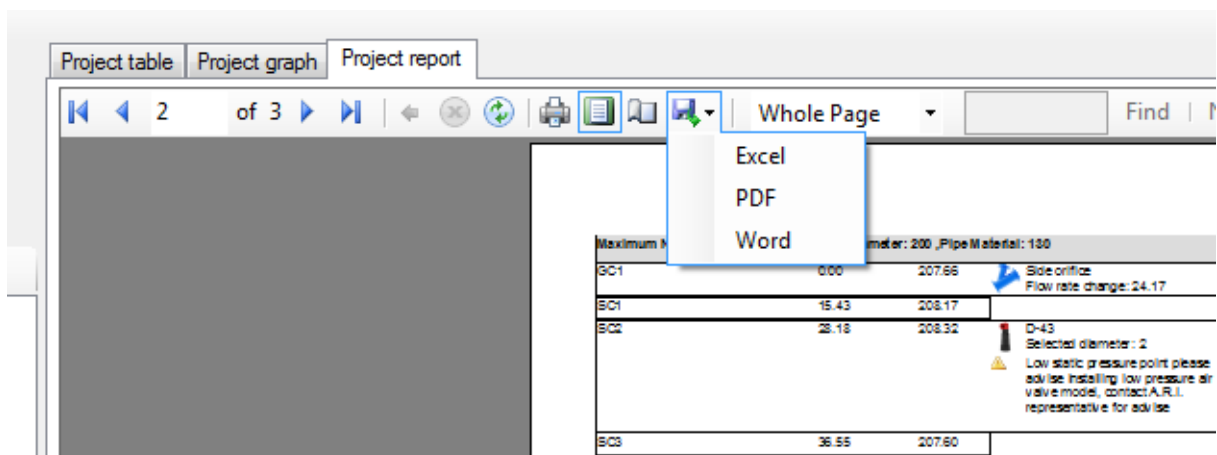 Project table Project graph Project report
2 of 3 Whole Page Find
Excel
PDF
Word
Maximum : 200 ,Pipe Material: 130
GC1 0.00 207.66 Side orifice
Flow rate change: 24.17
SC1 15.43 208.17
SC2 28.18 208.32 D-43
Selected diameter: 2
Low static pressure point please
advise installing low pressure air
valve model, contact A.R.I.
representative for advise
SC3 36.55 207.60